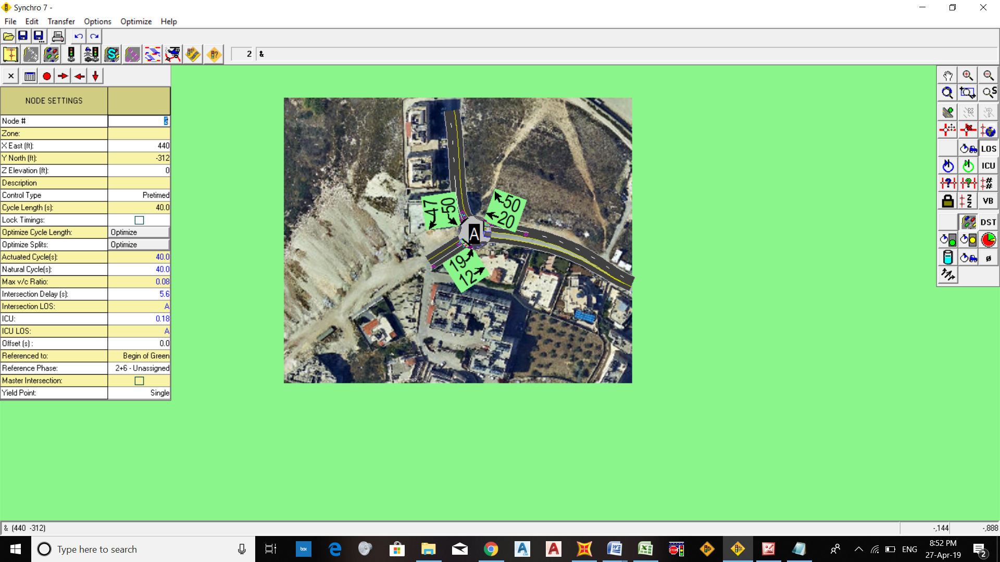 Synchro 7 -
File Edit Transfer Options Optimize Help
2 &
NODE SETTINGS
Node # 2
Zone:
X East (ft): 440
Y North (ft): -312
Z Elevation (ft): 0
Description
Control Type Pretimed
Cycle Length (s): 40.0
Lock Timings:
Optimize Cycle Length: Optimize
Optimize Splits: Optimize
Actuated Cycle(s): 40.0
Natural Cycle(s): 40.0
Max v/c Ratio: 0.08
Intersection Delay (s): 5.6
Intersection LOS: A
ICU: 0.18
ICU LOS: A
Offset (s) : 0.0
Referenced to: Begin of Green
Reference Phase: 2+6 - Unassigned
Master Intersection:
Yield Point: Single
47
50
50
20
A
19
12
S
LOS
ICU
##
ZZ
VB
DST
ø
& (440 -312)
-,144
-,888
Type here to search
box
STOP
ENG
8:52 PM
27-Apr-19
2